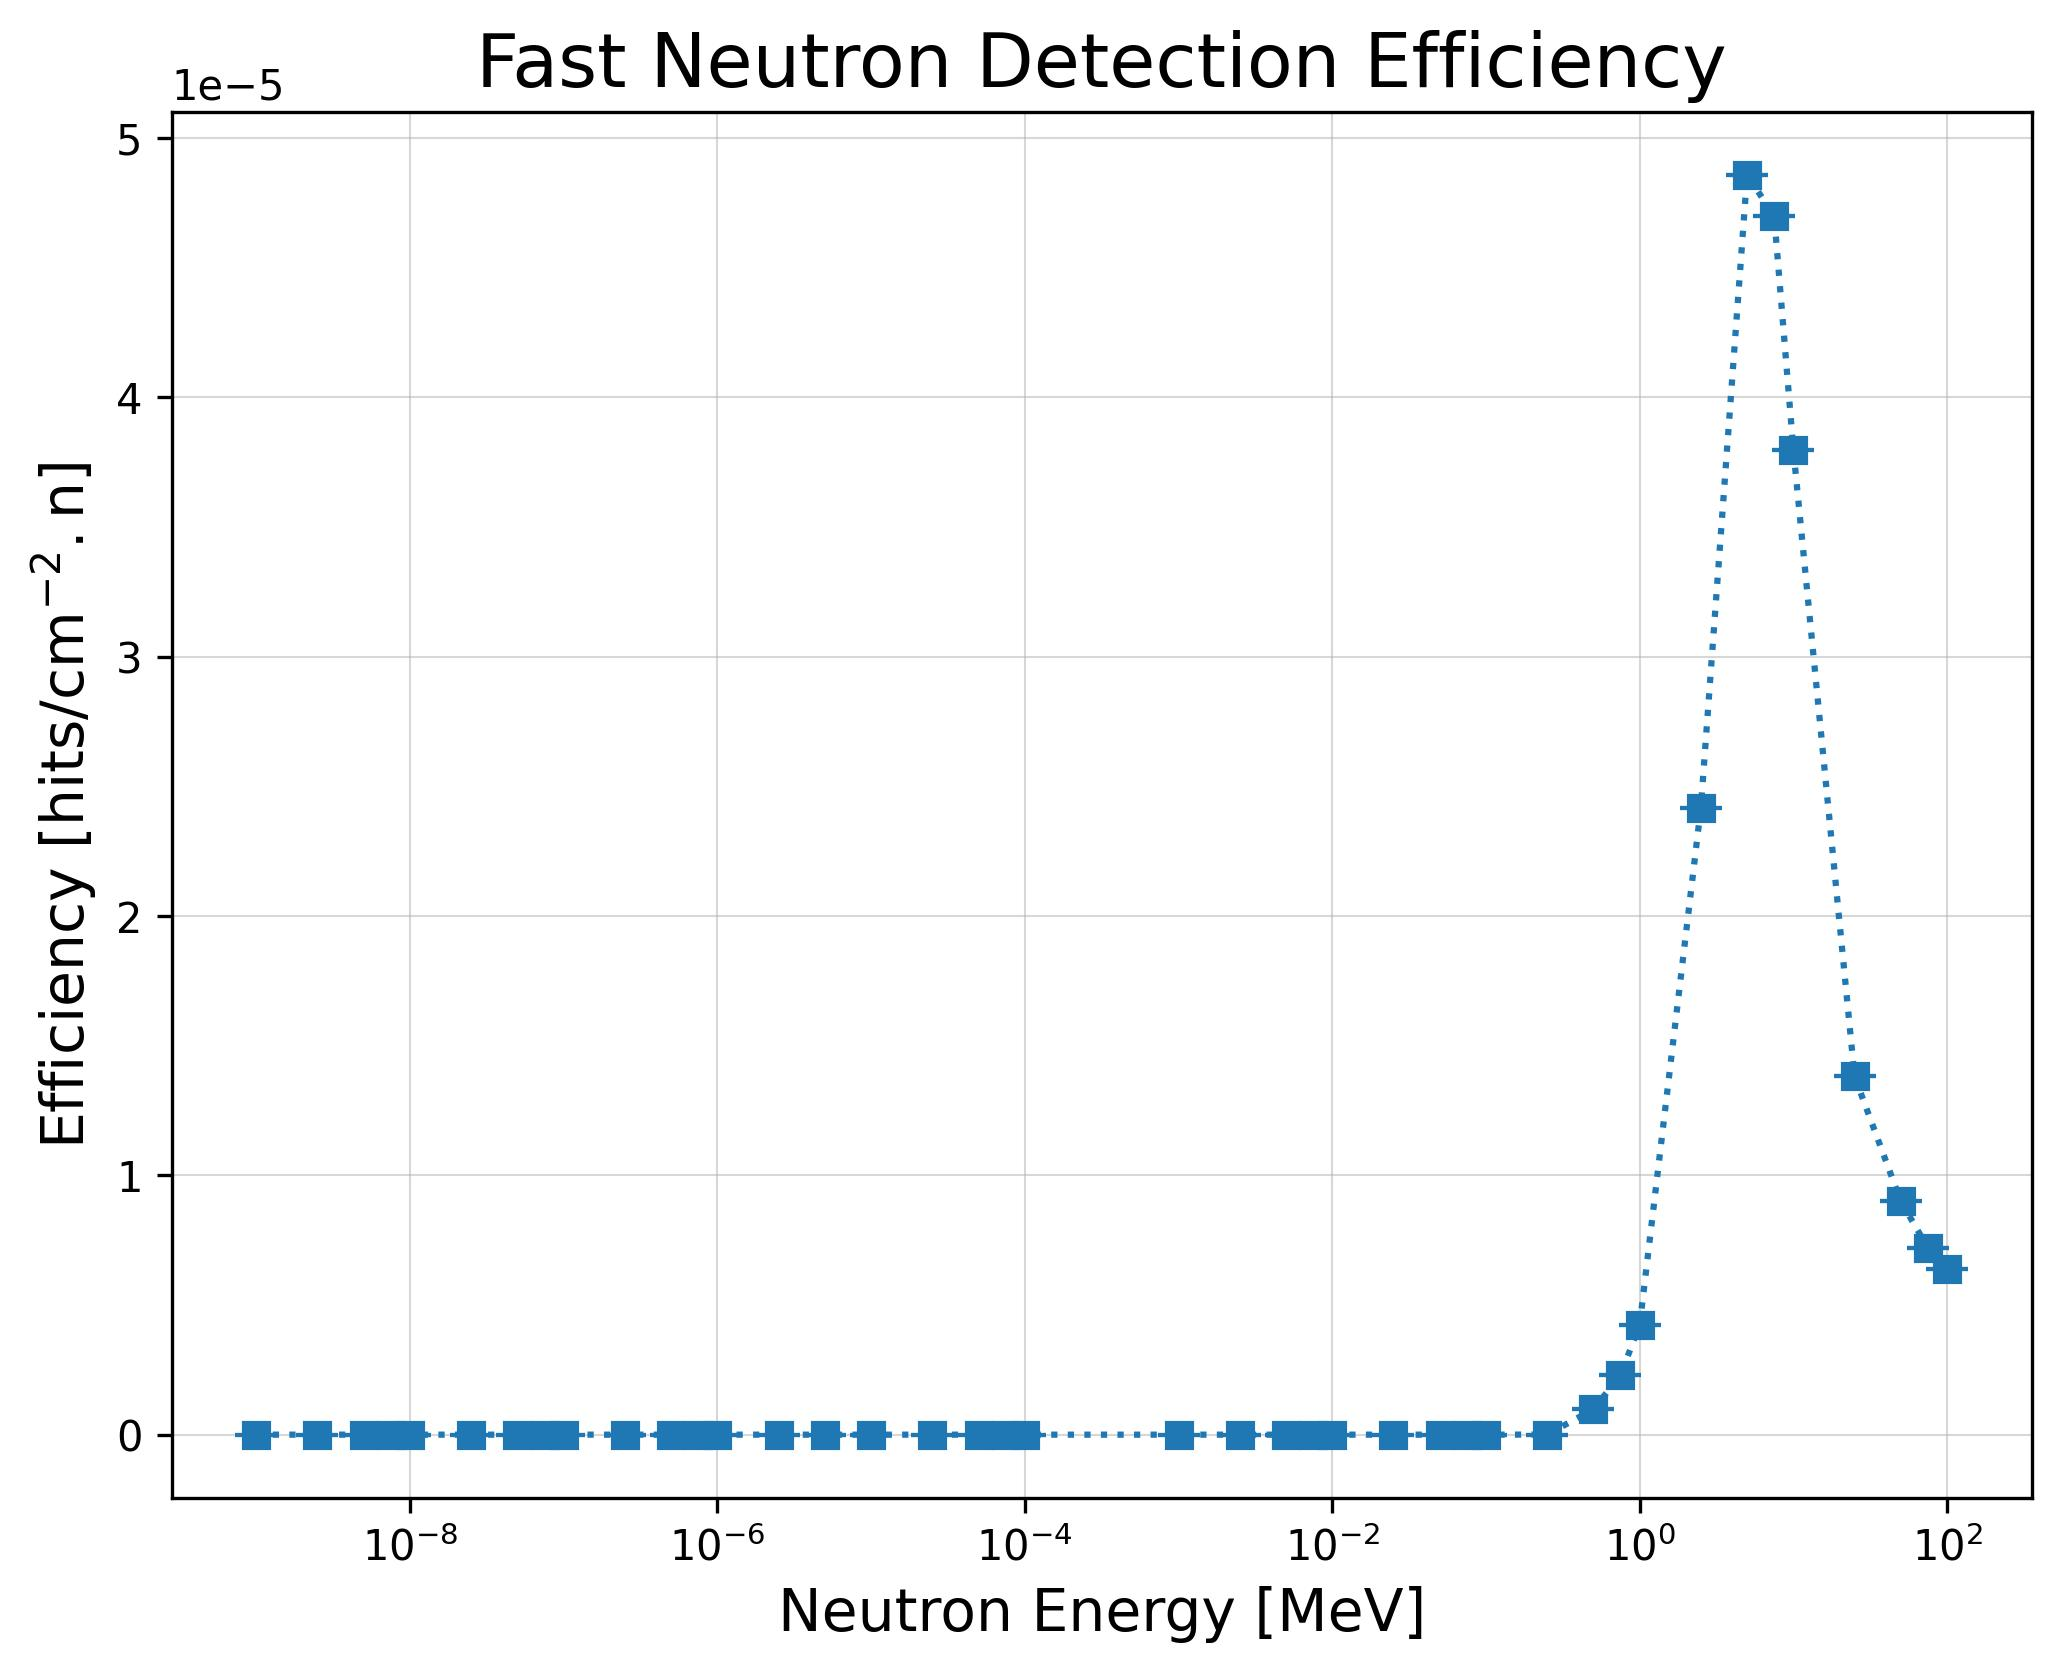 Fast Neutron Detection Efficiency
1e−5
5
4
3
2
1
0
Efficiency [hits/cm⁻².n]
10⁻⁸ 10⁻⁶ 10⁻⁴ 10⁻² 10⁰ 10²
Neutron Energy [MeV]